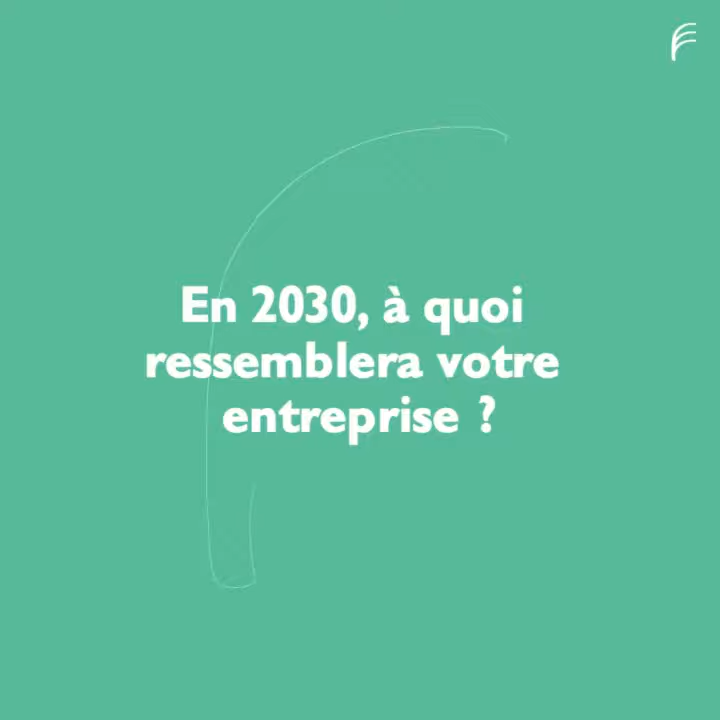 En 2030, à quoi
ressemblera votre
entreprise ?